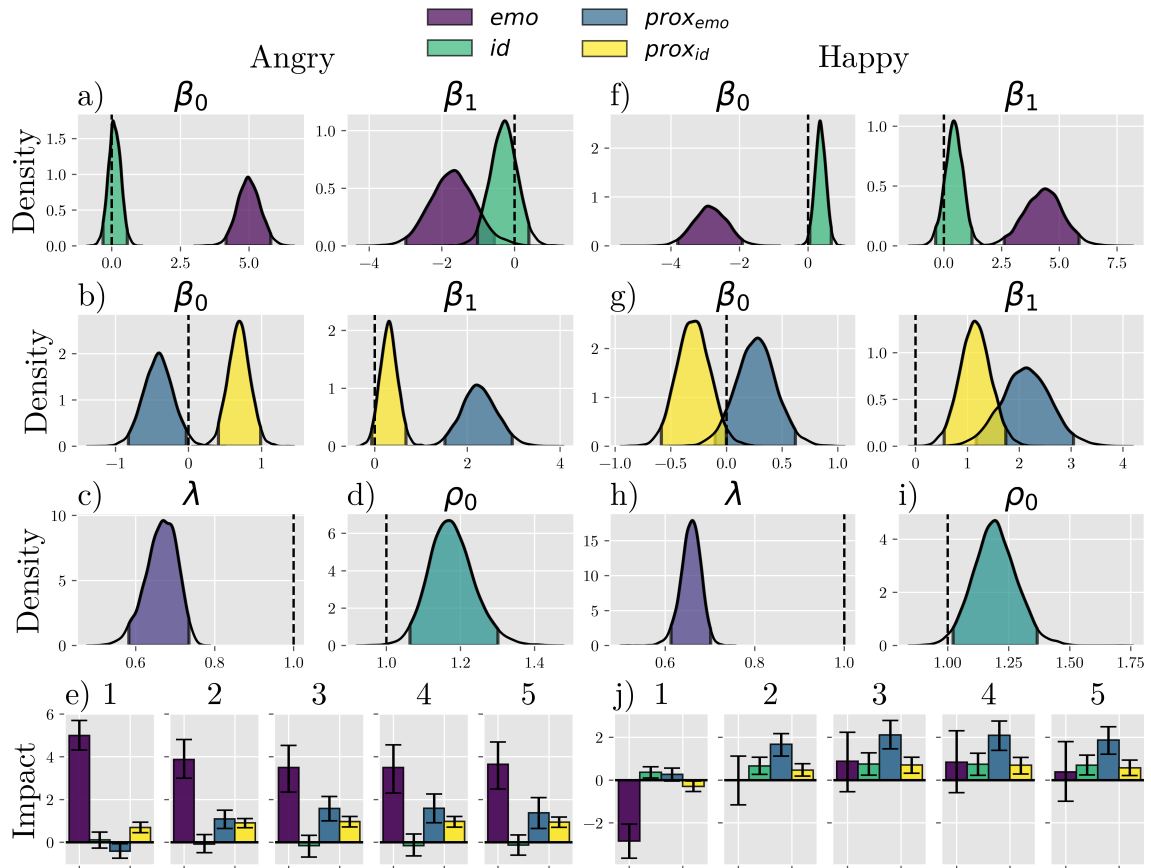 emo prox_emo
id prox_id
Angry Happy
a) β₀ β₁ f) β₀ β₁
Density
1.5
1.0
0.5
0.0
0.0 2.5 5.0
1.0
0.5
0.0
−4 −2 0
2
1
0
−4 −2 0
1.0
0.5
0.0
0.0 2.5 5.0 7.5
b) β₀ β₁ g) β₀ β₁
Density
2
1
0
−1 0 1
2
1
0
0 2 4
2
1
0
−1.0 −0.5 0.0 0.5 1.0
1.0
0.5
0.0
0 1 2 3 4
c) λ d) ρ₀ h) λ i) ρ₀
Density
10
5
0
0.6 0.8 1.0
6
4
2
0
1.0 1.2 1.4
15
10
5
0
0.6 0.8 1.0
4
2
0
1.00 1.25 1.50 1.75
e) 1 2 3 4 5 j) 1 2 3 4 5
Impact
6
4
2
0
2
0
−2